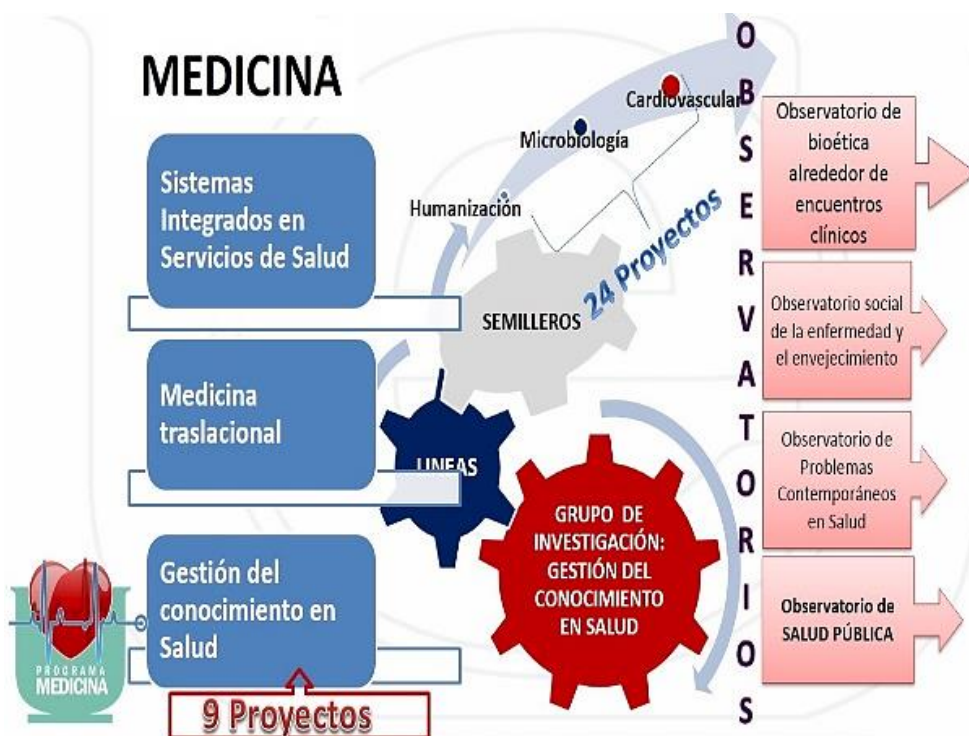 MEDICINA
Sistemas
Integrados en
Servicios de Salud
Medicina
traslacional
Gestión del
conocimiento en
Salud
9 Proyectos
PROGRAMA
MEDICINA
Humanización
Microbiología
Cardiovascular
24 Proyectos
SEMILLEROS
LINEAS
GRUPO DE
INVESTIGACIÓN:
GESTIÓN DEL
CONOCIMIENTO
EN SALUD
OBSERVATORIOS
Observatorio de
bioética
alrededor de
encuentros
clínicos
Observatorio social
de la enfermedad y
el envejecimiento
Observatorio de
Problemas
Contemporáneos
en Salud
Observatorio de
SALUD PÚBLICA